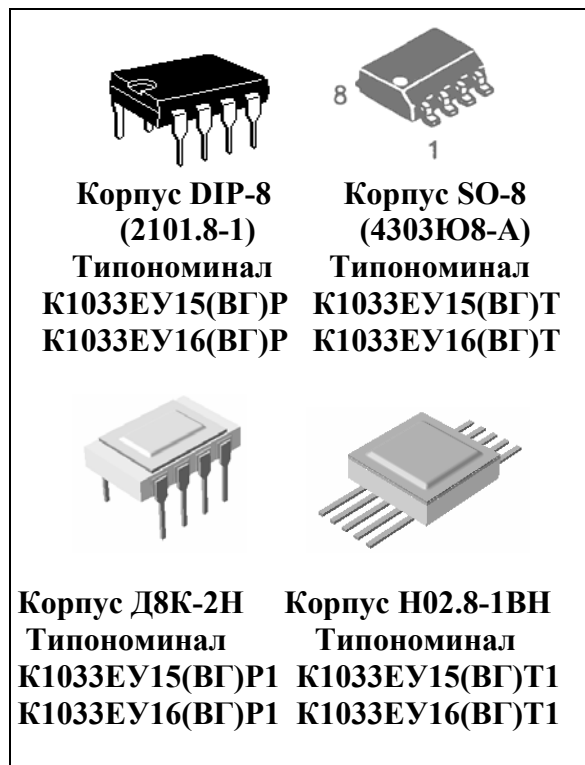 8
1
Корпус DIP-8 Корпус SO-8
(2101.8-1) (4303Ю8-А)
Типономинал Типономинал
К1033ЕУ15(ВГ)Р К1033ЕУ15(ВГ)Т
К1033ЕУ16(ВГ)Р К1033ЕУ16(ВГ)Т
Корпус Д8К-2Н Корпус Н02.8-1ВН
Типономинал Типономинал
К1033ЕУ15(ВГ)Р1 К1033ЕУ15(ВГ)Т1
К1033ЕУ16(ВГ)Р1 К1033ЕУ16(ВГ)Т1